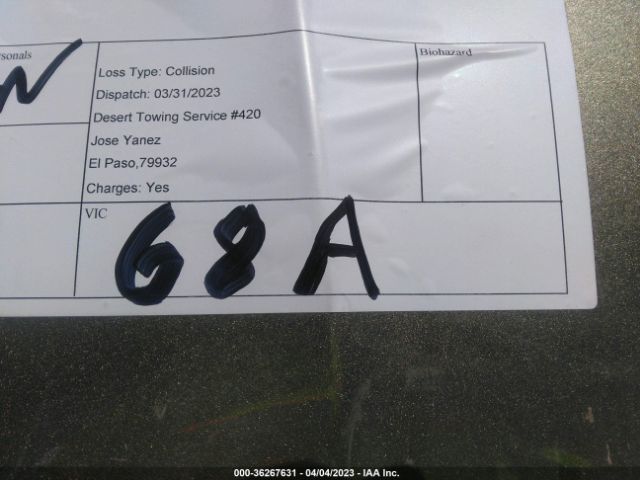 rsonals
N
Loss Type: Collision
Dispatch: 03/31/2023
Desert Towing Service #420
Jose Yanez
El Paso,79932
Charges: Yes
Biohazard
VIC
68A
000-36267631 - 04/04/2023 - IAA Inc.